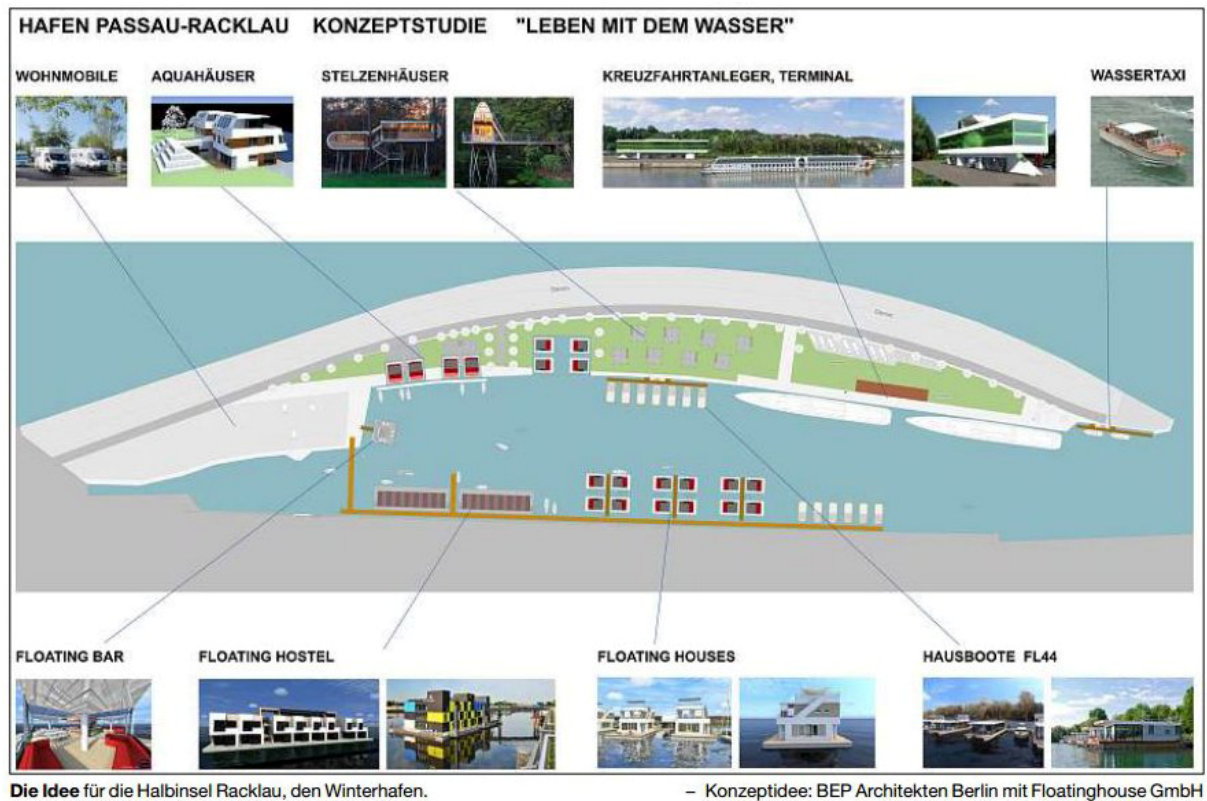 HAFEN PASSAU-RACKLAU KONZEPTSTUDIE "LEBEN MIT DEM WASSER"
WOHNMOBILE AQUAHÄUSER STELZENHÄUSER KREUZFAHRTANLEGER, TERMINAL WASSERTAXI
FLOATING BAR FLOATING HOSTEL FLOATING HOUSES HAUSBOOTE FL44
Die Idee für die Halbinsel Racklau, den Winterhafen. – Konzeptidee: BEP Architekten Berlin mit Floatinghouse GmbH